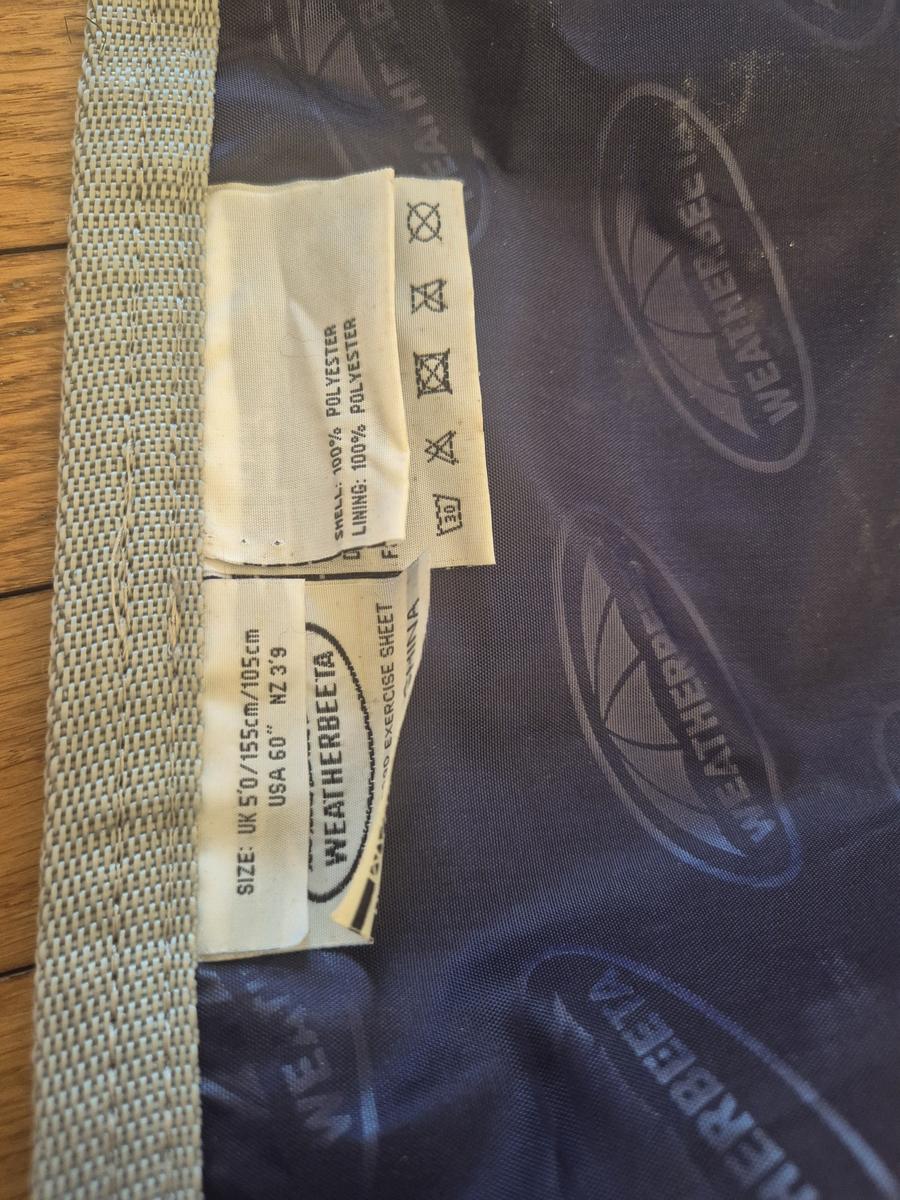 SHELL: 100% POLYESTER
LINING: 100% POLYESTER
30
SIZE: UK 5'0/155cm/105cm
USA 60" NZ 3'9
WEATHERBEETA
EXERCISE SHEET
CHINA
WEATHERBEETA
WEATHERBEETA